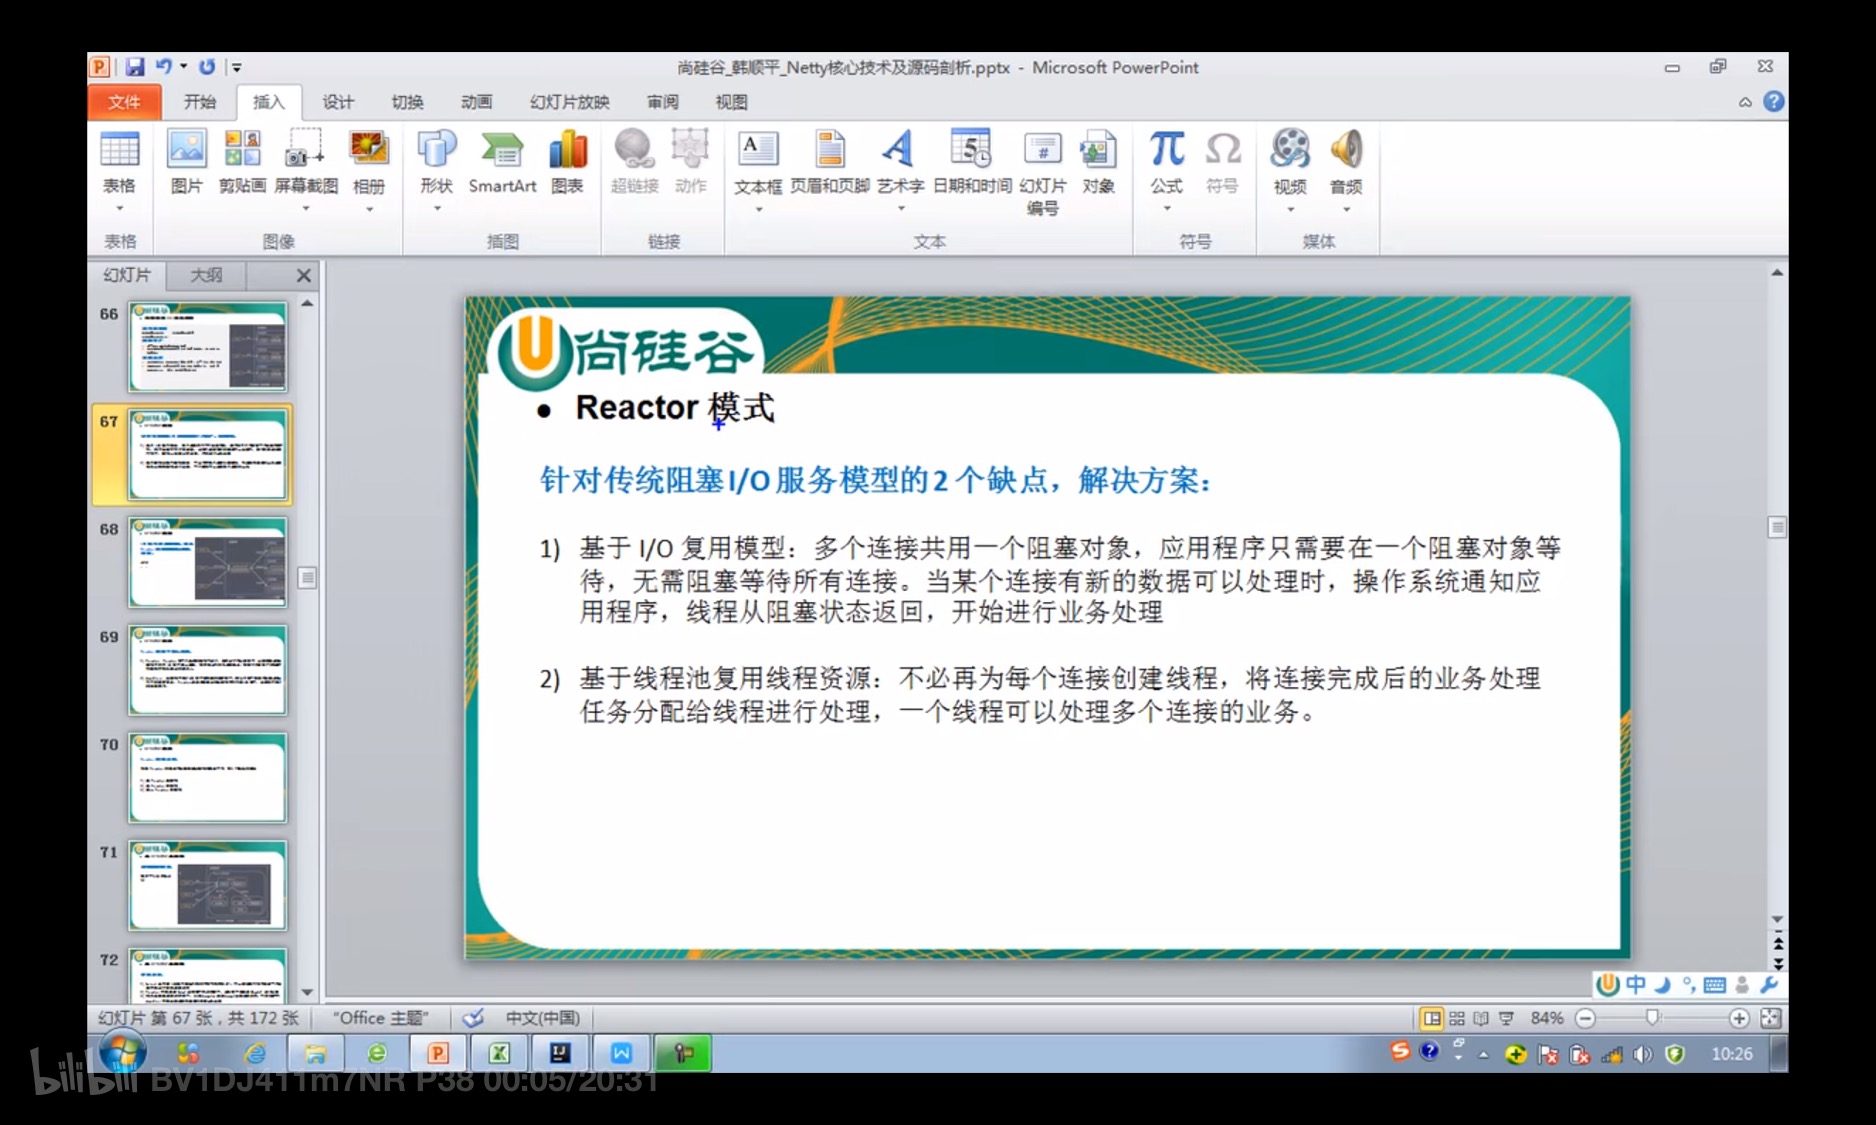 尚硅谷_韩顺平_Netty核心技术及源码剖析.pptx - Microsoft PowerPoint
文件 开始 插入 设计 切换 动画 幻灯片放映 审阅 视图
表格 图片 剪贴画 屏幕截图 相册 形状 SmartArt 图表 超链接 动作 文本框 页眉和页脚 艺术字 日期和时间 幻灯片编号 对象 公式 符号 视频 音频
表格 图像 插图 链接 文本 符号 媒体
幻灯片 大纲
66
67
68
69
70
71
72
尚硅谷
● Reactor 模式
针对传统阻塞I/O服务模型的2个缺点，解决方案：
1) 基于 I/O 复用模型：多个连接共用一个阻塞对象，应用程序只需要在一个阻塞对象等
待，无需阻塞等待所有连接。当某个连接有新的数据可以处理时，操作系统通知应
用程序，线程从阻塞状态返回，开始进行业务处理
2) 基于线程池复用线程资源：不必再为每个连接创建线程，将连接完成后的业务处理
任务分配给线程进行处理，一个线程可以处理多个连接的业务。
中
幻灯片 第 67 张，共 172 张 "Office 主题" 中文(中国) 84%
10:26
bilibili BV1DJ411m7NR P38 00:05/20:31